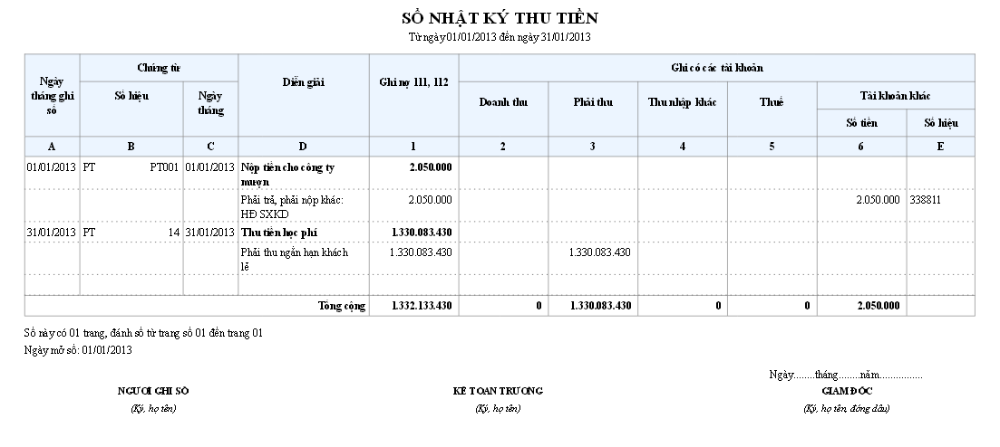 SỔ NHẬT KÝ THU TIỀN
Từ ngày 01/01/2013 đến ngày 31/01/2013
Ngày tháng ghi sổ Chứng từ Diễn giải Ghi nợ 111, 112 Ghi có các tài khoản
Số hiệu Ngày tháng Doanh thu Phải thu Thu nhập khác Thuế Tài khoản khác
Số tiền Số hiệu
A B C D 1 2 3 4 5 6 E
01/01/2013 PT PT001 01/01/2013 Nộp tiền cho công ty mượn 2.050.000
Phải trả, phải nộp khác: HĐ SXKD 2.050.000 2.050.000 338811
31/01/2013 PT 14 31/01/2013 Thu tiền học phí 1.330.083.430
Phải thu ngắn hạn khách lẻ 1.330.083.430 1.330.083.430
Tổng cộng 1.332.133.430 0 1.330.083.430 0 0 2.050.000
Sổ này có 01 trang, đánh số từ trang số 01 đến trang 01
Ngày mở sổ: 01/01/2013
Ngày........tháng........năm................
NGƯỜI GHI SỔ KẾ TOÁN TRƯỞNG GIÁM ĐỐC
(Ký, họ tên) (Ký, họ tên) (Ký, họ tên, đóng dấu)